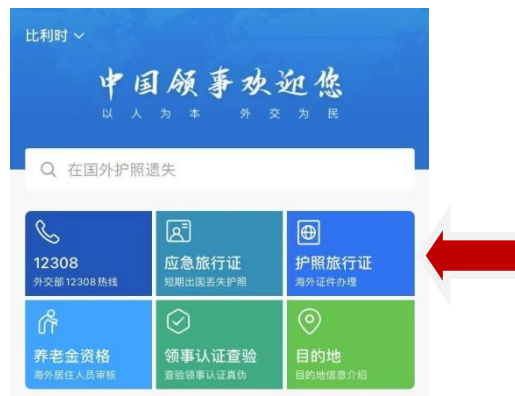 比利时
中国领事欢迎您
以人为本 外交为民
在国外护照遗失
12308
外交部12308热线
应急旅行证
短期出国丢失护照
护照旅行证
海外证件办理
养老金资格
海外居住人员审核
领事认证查验
查验领事认证真伪
目的地
目的地信息介绍